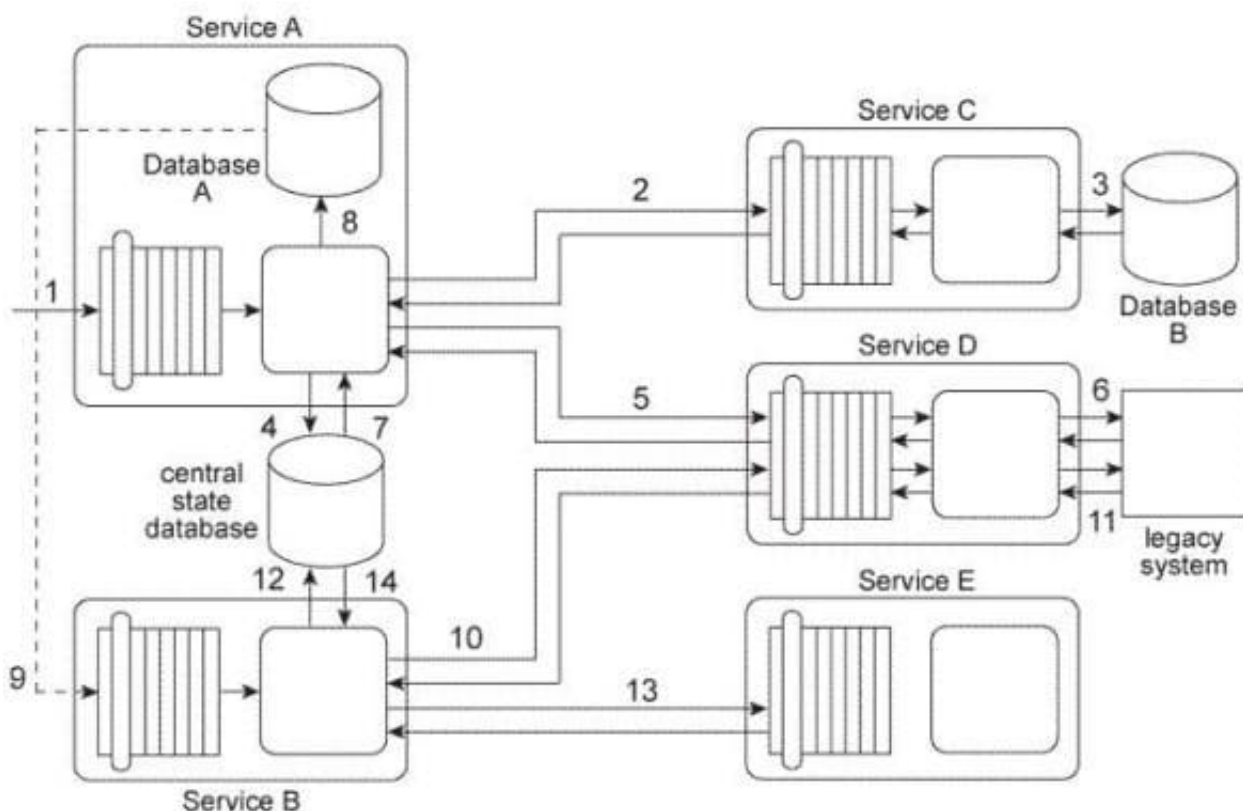 Service A
Database
A
8
1
2
Service C
3
Database
B
Service D
4
7
5
6
central
state
database
12
14
11
legacy
system
Service E
9
10
13
Service B